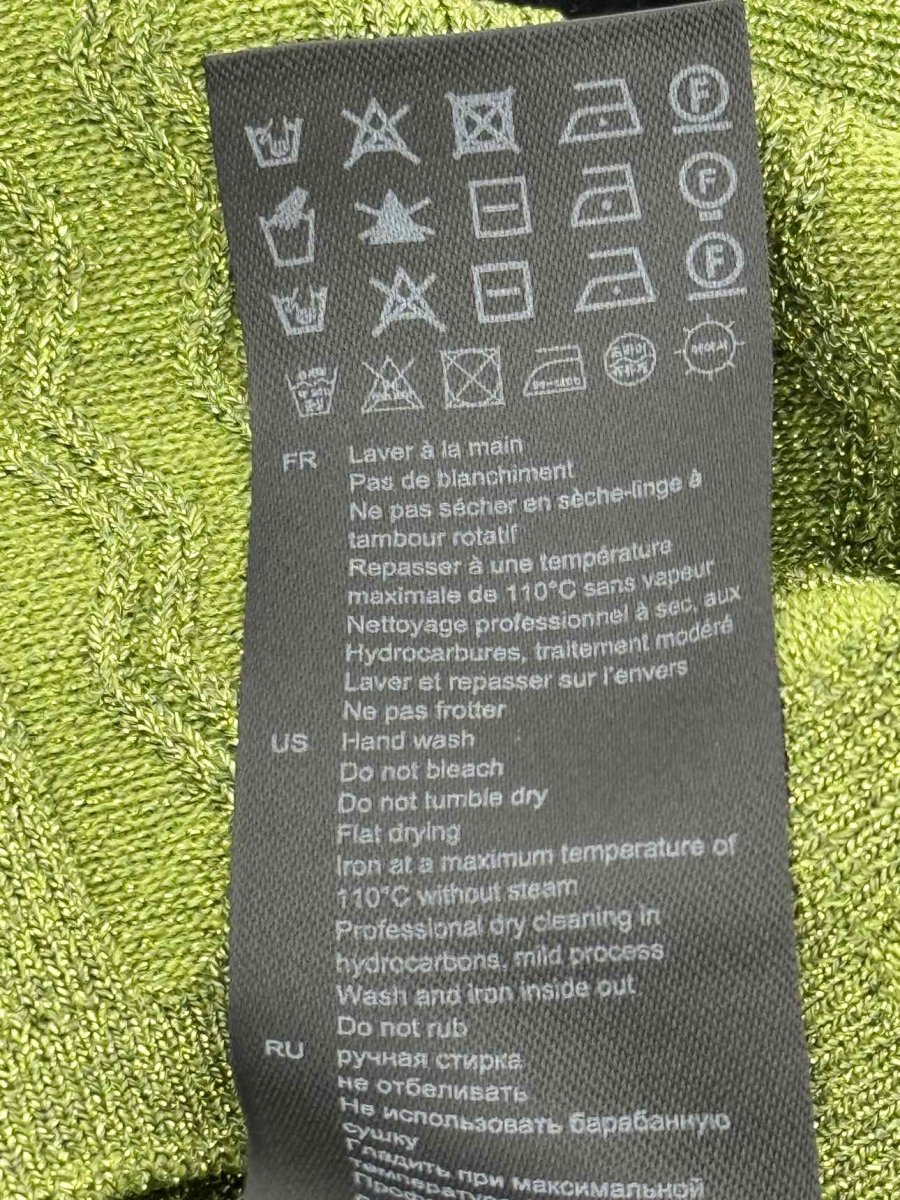 F
F
F
FR Laver à la main
Pas de blanchiment
Ne pas sécher en sèche-linge à
tambour rotatif
Repasser à une température
maximale de 110°C sans vapeur
Nettoyage professionnel à sec, aux
Hydrocarbures, traitement modéré
Laver et repasser sur l'envers
Ne pas frotter
US Hand wash
Do not bleach
Do not tumble dry
Flat drying
Iron at a maximum temperature of
110°C without steam
Professional dry cleaning in
hydrocarbons, mild process
Wash and iron inside out
Do not rub
RU ручная стирка
не отбеливать
Не использовать барабанную
сушку
Гладить при максимальной